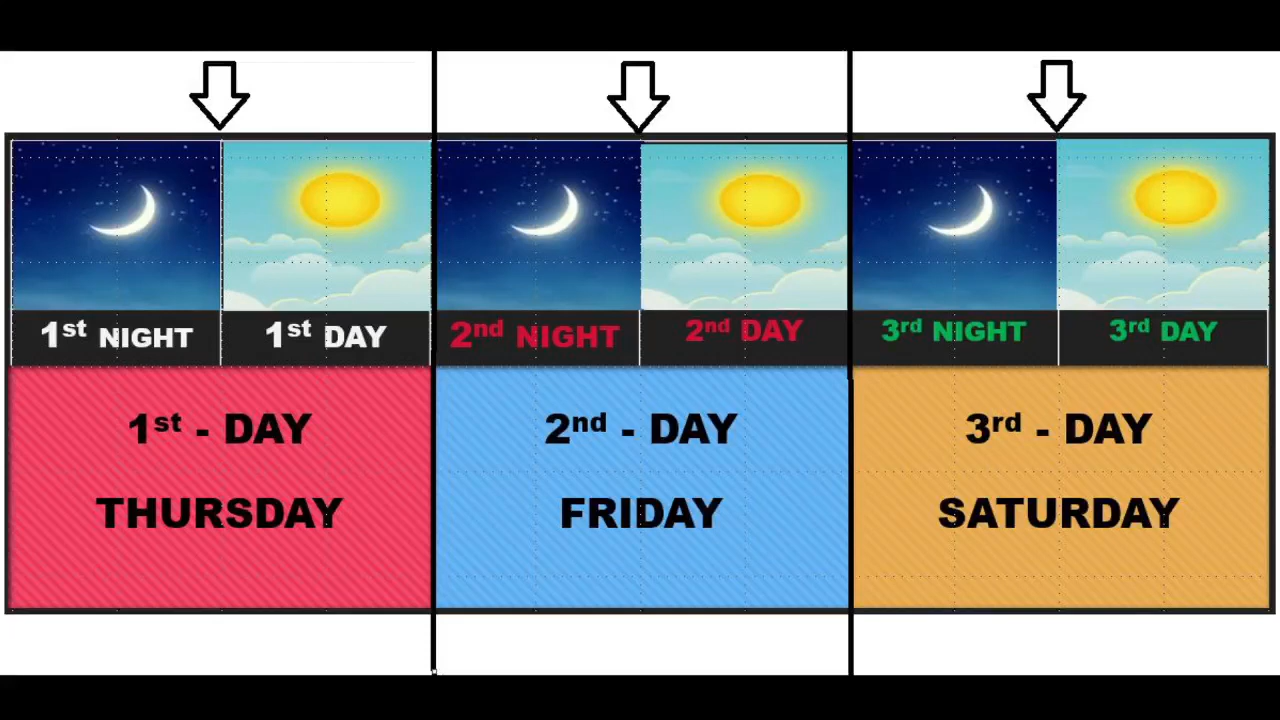 1st NIGHT
1st DAY
2nd NIGHT
2nd DAY
3rd NIGHT
3rd DAY
1st - DAY
THURSDAY
2nd - DAY
FRIDAY
3rd - DAY
SATURDAY